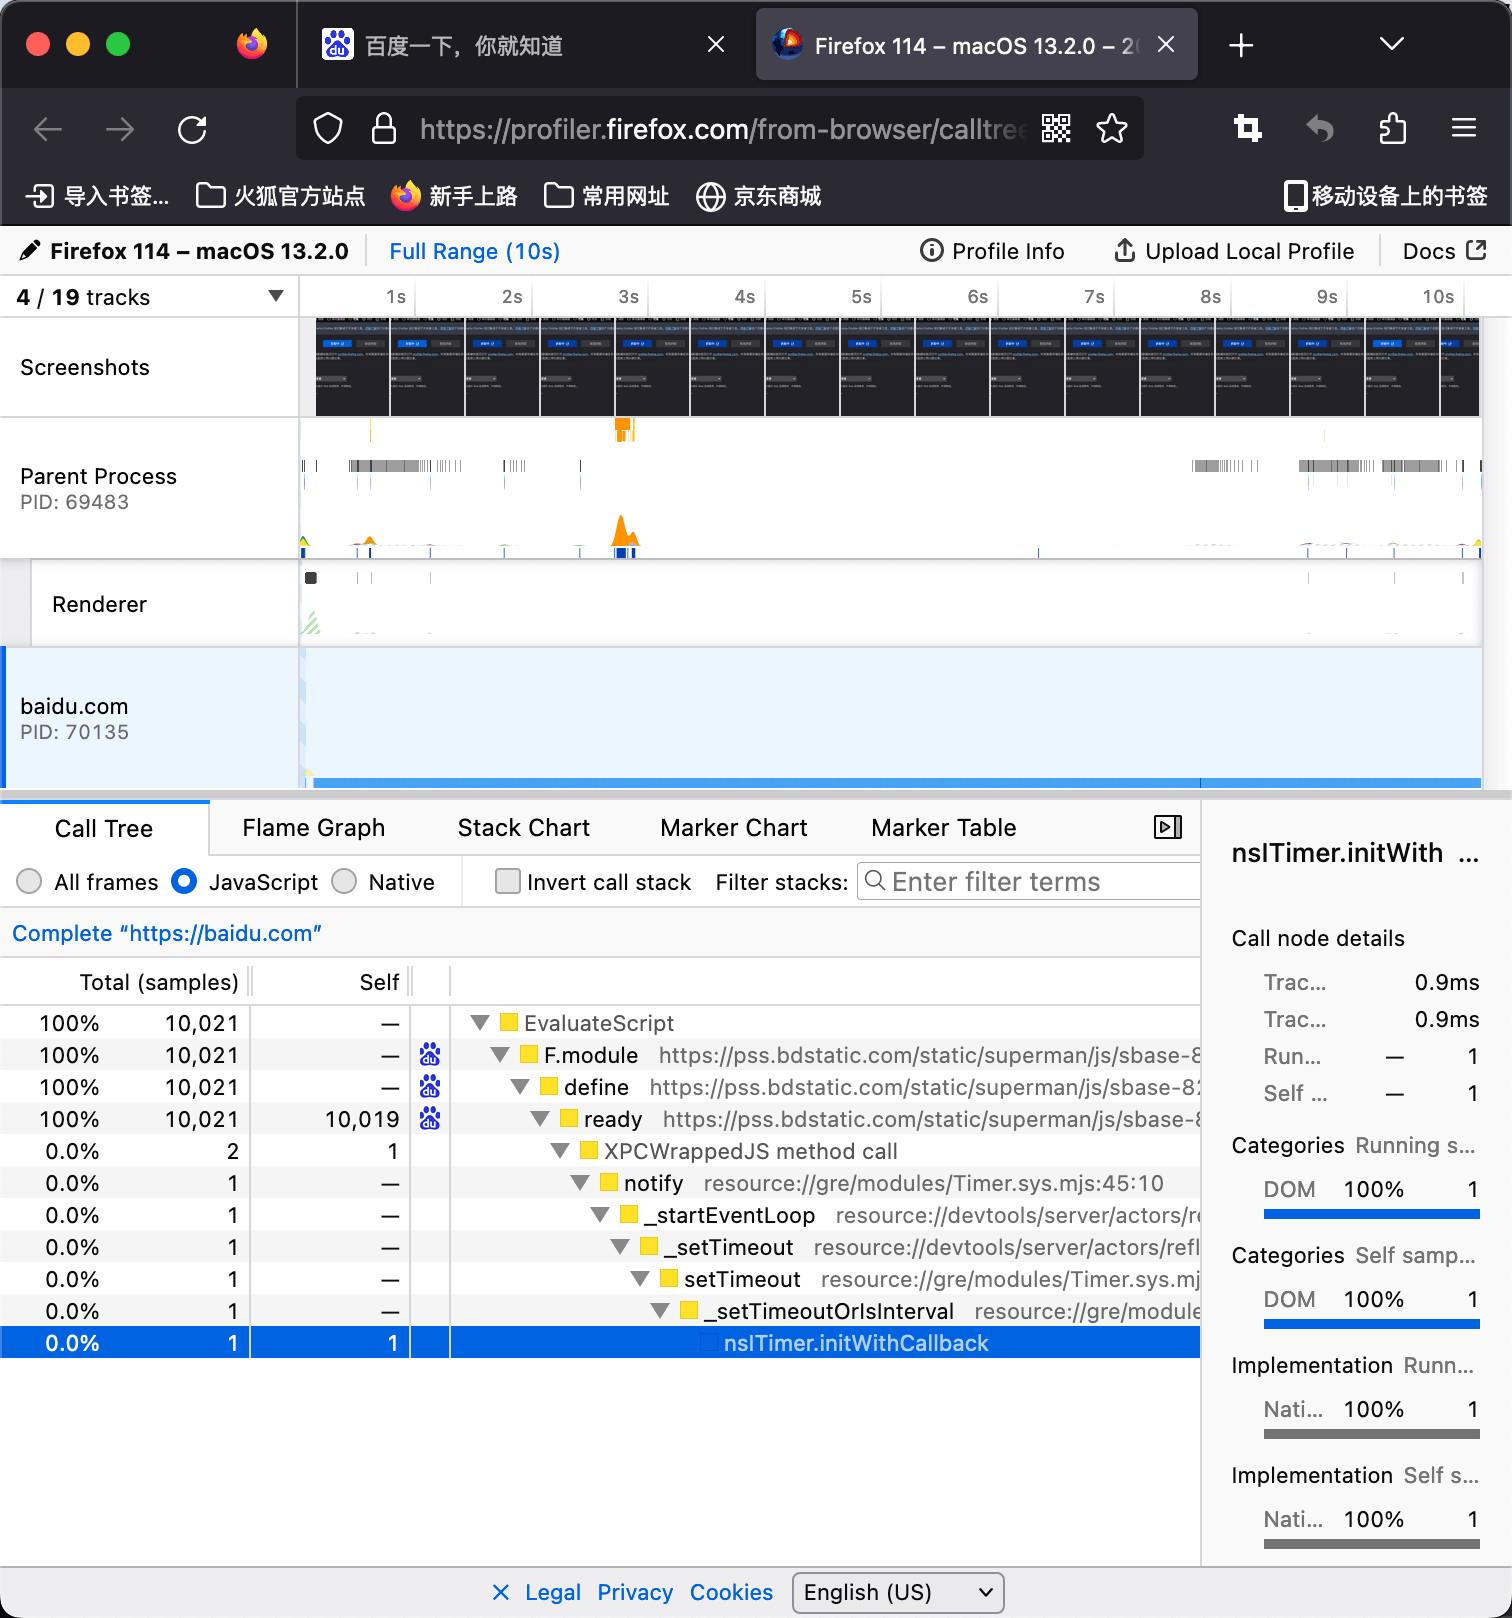 百度一下，你就知道
Firefox 114 – macOS 13.2.0 – 20
https://profiler.firefox.com/from-browser/calltree
导入书签...
火狐官方站点
新手上路
常用网址
京东商城
移动设备上的书签
Firefox 114 – macOS 13.2.0
Full Range (10s)
Profile Info
Upload Local Profile
Docs
4 / 19 tracks
1s 2s 3s 4s 5s 6s 7s 8s 9s 10s
Screenshots
Parent Process
PID: 69483
Renderer
baidu.com
PID: 70135
Call Tree
Flame Graph
Stack Chart
Marker Chart
Marker Table
All frames
JavaScript
Native
Invert call stack
Filter stacks:
Enter filter terms
Complete “https://baidu.com”
Total (samples) Self
100% 10,021 — EvaluateScript
100% 10,021 — du F.module https://pss.bdstatic.com/static/superman/js/sbase-8
100% 10,021 — du define https://pss.bdstatic.com/static/superman/js/sbase-82
100% 10,021 10,019 du ready https://pss.bdstatic.com/static/superman/js/sbase-8
0.0% 2 1 XPCWrappedJS method call
0.0% 1 — notify resource://gre/modules/Timer.sys.mjs:45:10
0.0% 1 — _startEventLoop resource://devtools/server/actors/re
0.0% 1 — _setTimeout resource://devtools/server/actors/refl
0.0% 1 — setTimeout resource://gre/modules/Timer.sys.mj
0.0% 1 — _setTimeoutOrIsInterval resource://gre/module
0.0% 1 1 nsITimer.initWithCallback
nsITimer.initWith ...
Call node details
Trac... 0.9ms
Trac... 0.9ms
Run... — 1
Self ... — 1
Categories Running s...
DOM 100% 1
Categories Self samp...
DOM 100% 1
Implementation Runn...
Nati... 100% 1
Implementation Self s...
Nati... 100% 1
Legal
Privacy
Cookies
English (US)